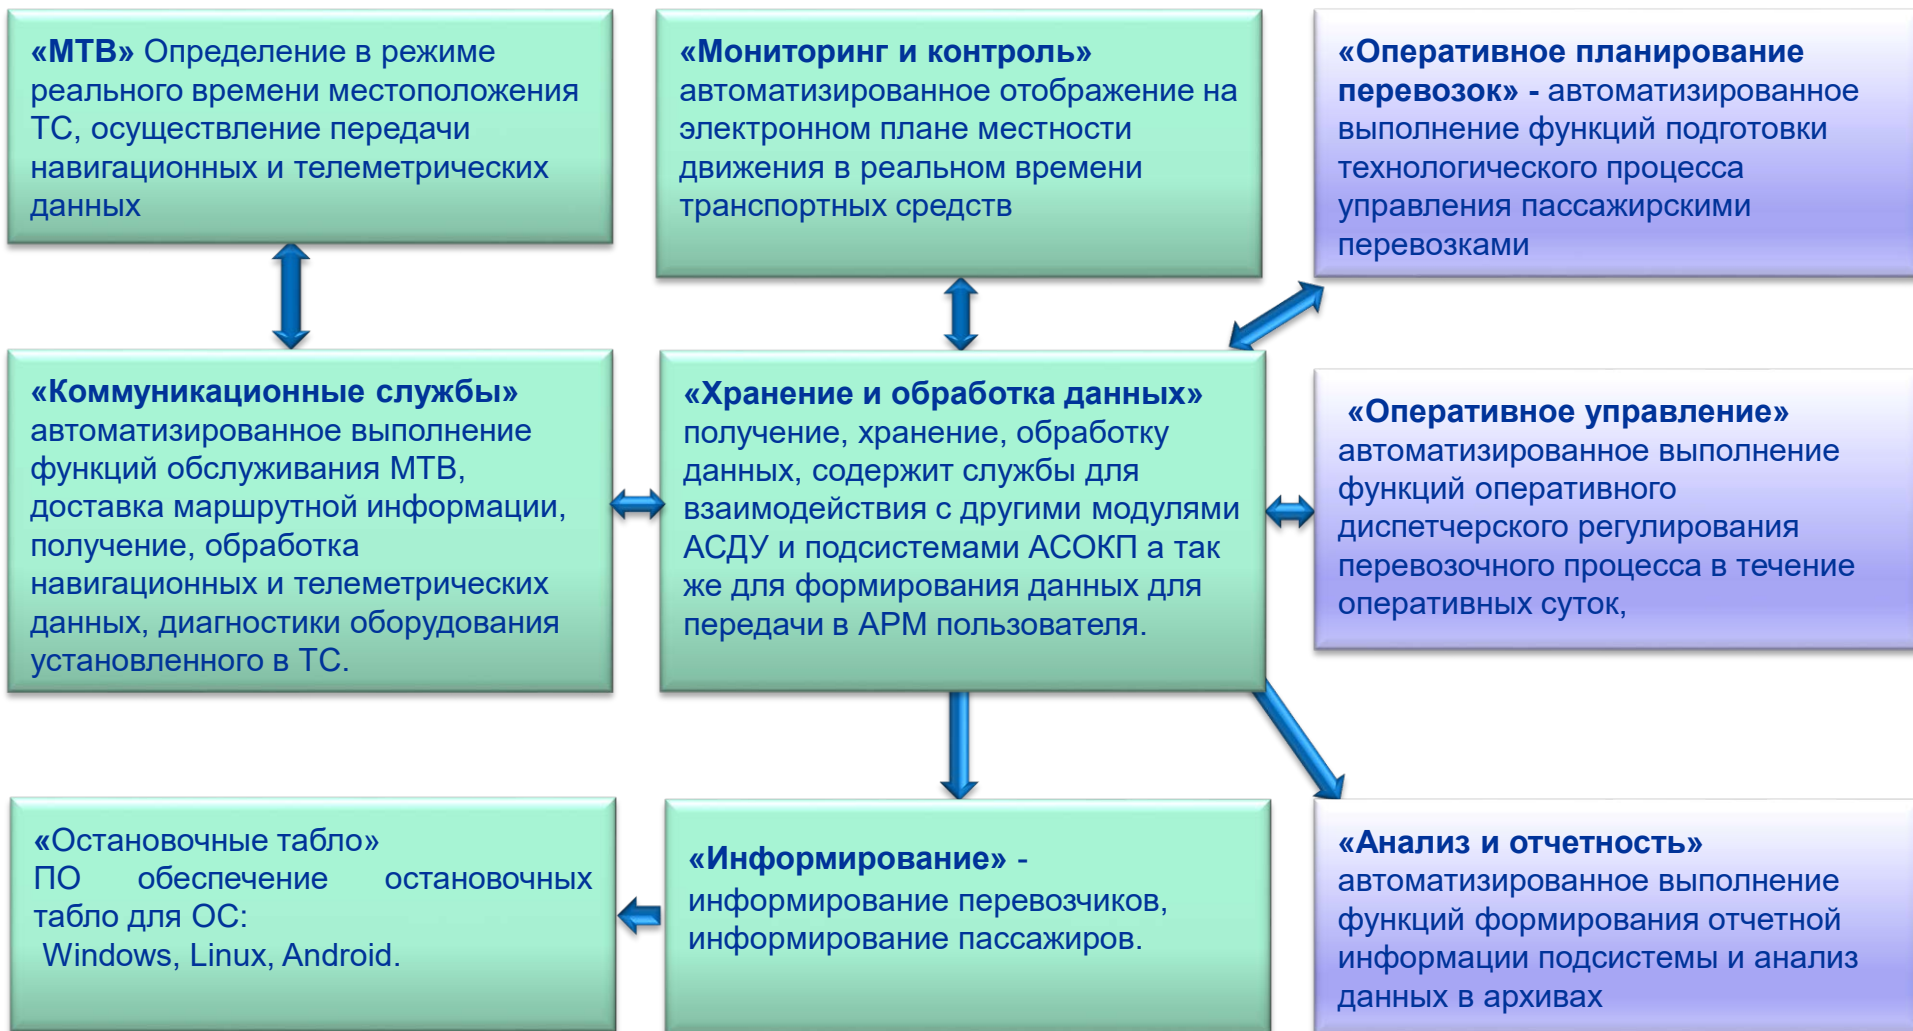 «МТВ» Определение в режиме
реального времени местоположения
ТС, осуществление передачи
навигационных и телеметрических
данных
«Мониторинг и контроль»
автоматизированное отображение на
электронном плане местности
движения в реальном времени
транспортных средств
«Оперативное планирование
перевозок» - автоматизированное
выполнение функций подготовки
технологического процесса
управления пассажирскими
перевозками
«Коммуникационные службы»
автоматизированное выполнение
функций обслуживания МТВ,
доставка маршрутной информации,
получение, обработка
навигационных и телеметрических
данных, диагностики оборудования
установленного в ТС.
«Хранение и обработка данных»
получение, хранение, обработку
данных, содержит службы для
взаимодействия с другими модулями
АСДУ и подсистемами АСОКП а так
же для формирования данных для
передачи в АРМ пользователя.
«Оперативное управление»
автоматизированное выполнение
функций оперативного
диспетчерского регулирования
перевозочного процесса в течение
оперативных суток,
«Остановочные табло»
ПО обеспечение остановочных
табло для ОС:
Windows, Linux, Android.
«Информирование» -
информирование перевозчиков,
информирование пассажиров.
«Анализ и отчетность»
автоматизированное выполнение
функций формирования отчетной
информации подсистемы и анализ
данных в архивах